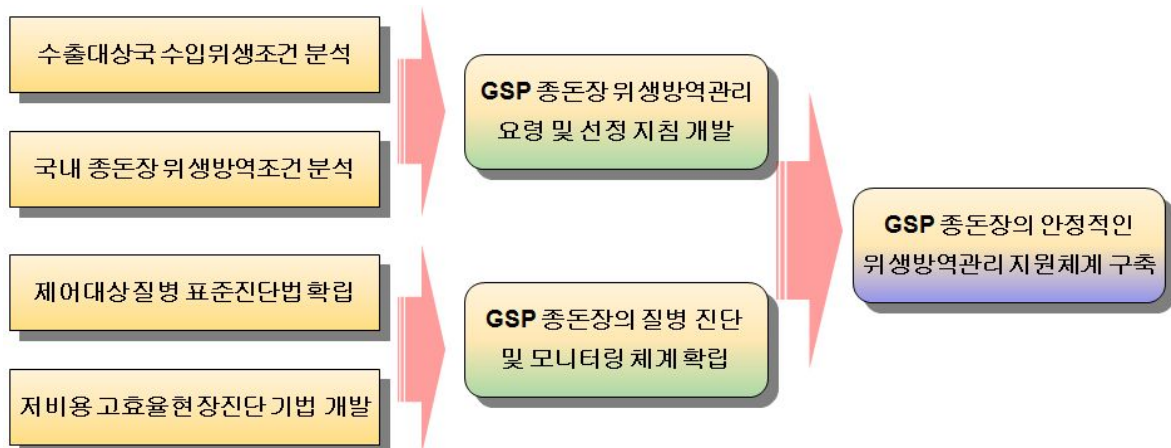 수출대상국 수입위생조건 분석
국내 종돈장 위생방역조건 분석
제어대상질병 표준진단법 확립
저비용 고효율 현장진단 기법 개발
GSP 종돈장 위생방역관리
요령 및 선정 지침 개발
GSP 종돈장의 질병 진단
및 모니터링 체계 확립
GSP 종돈장의 안정적인
위생방역관리 지원체계 구축